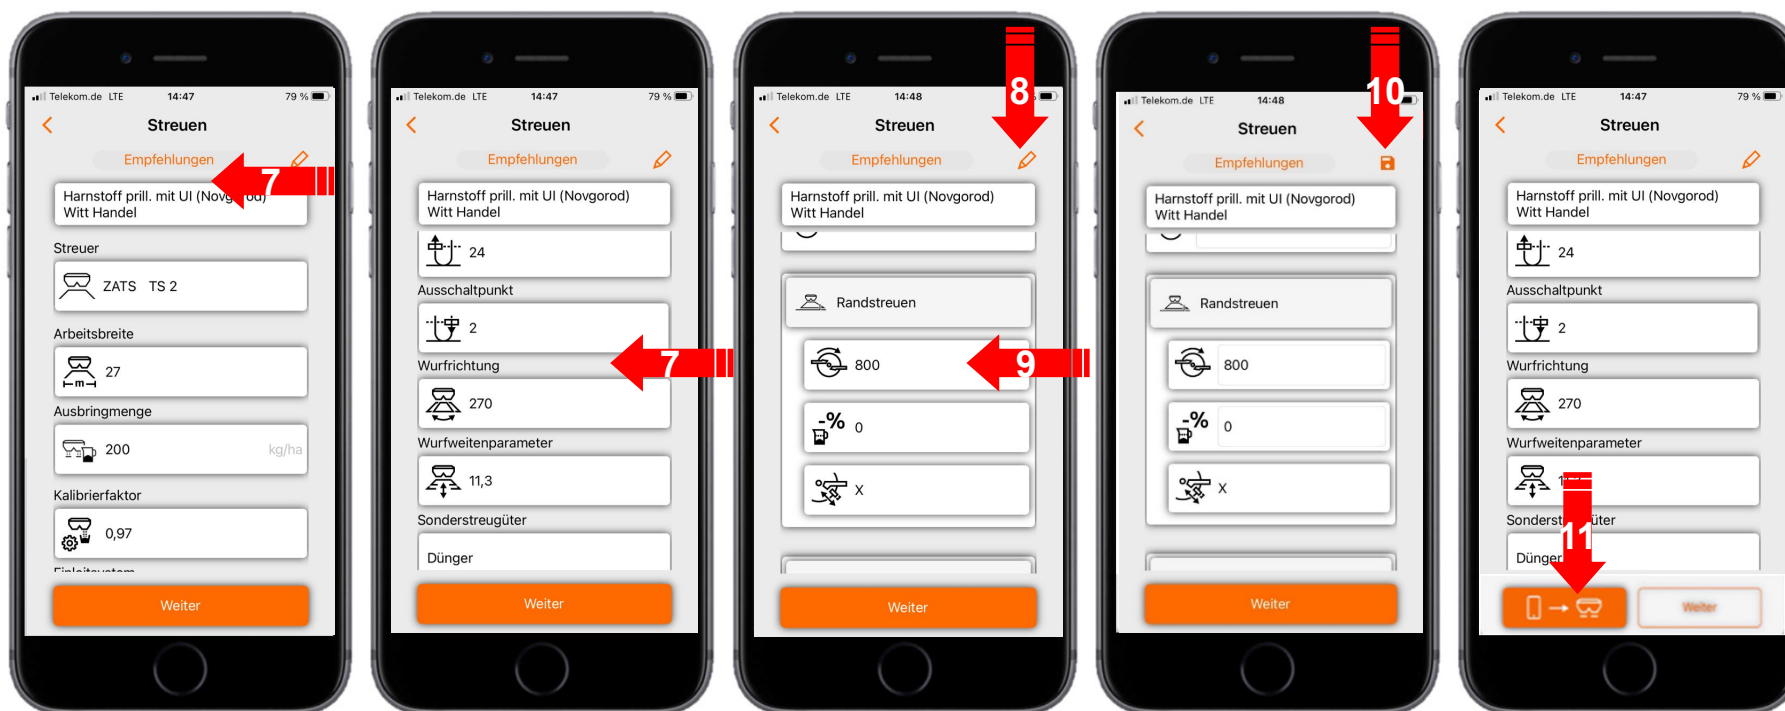 Telekom.de LTE 14:47 79 %
Streuen
Empfehlungen
7
Harnstoff prill. mit UI (Novgorod)
Witt Handel
Streuer
ZATS TS 2
Arbeitsbreite
m
27
Ausbringmenge
200 kg/ha
Kalibrierfaktor
0,97
Einleitsystem
Weiter
Telekom.de LTE 14:47 79 %
Streuen
Empfehlungen
Harnstoff prill. mit UI (Novgorod)
Witt Handel
24
Ausschaltpunkt
2
Wurfrichtung
7
270
Wurfweitenparameter
11,3
Sonderstreugüter
Dünger
Weiter
8
Telekom.de LTE 14:48 %
Streuen
Empfehlungen
Harnstoff prill. mit UI (Novgorod)
Witt Handel
Randstreuen
800
9
-%
0
X
Weiter
10
Telekom.de LTE 14:48
Streuen
Empfehlungen
Harnstoff prill. mit UI (Novgorod)
Witt Handel
Randstreuen
800
-%
0
X
Weiter
Telekom.de LTE 14:47 79 %
Streuen
Empfehlungen
Harnstoff prill. mit UI (Novgorod)
Witt Handel
24
Ausschaltpunkt
2
Wurfrichtung
270
Wurfweitenparameter
11,3
Sonderstreugüter
11
Dünger
Weiter